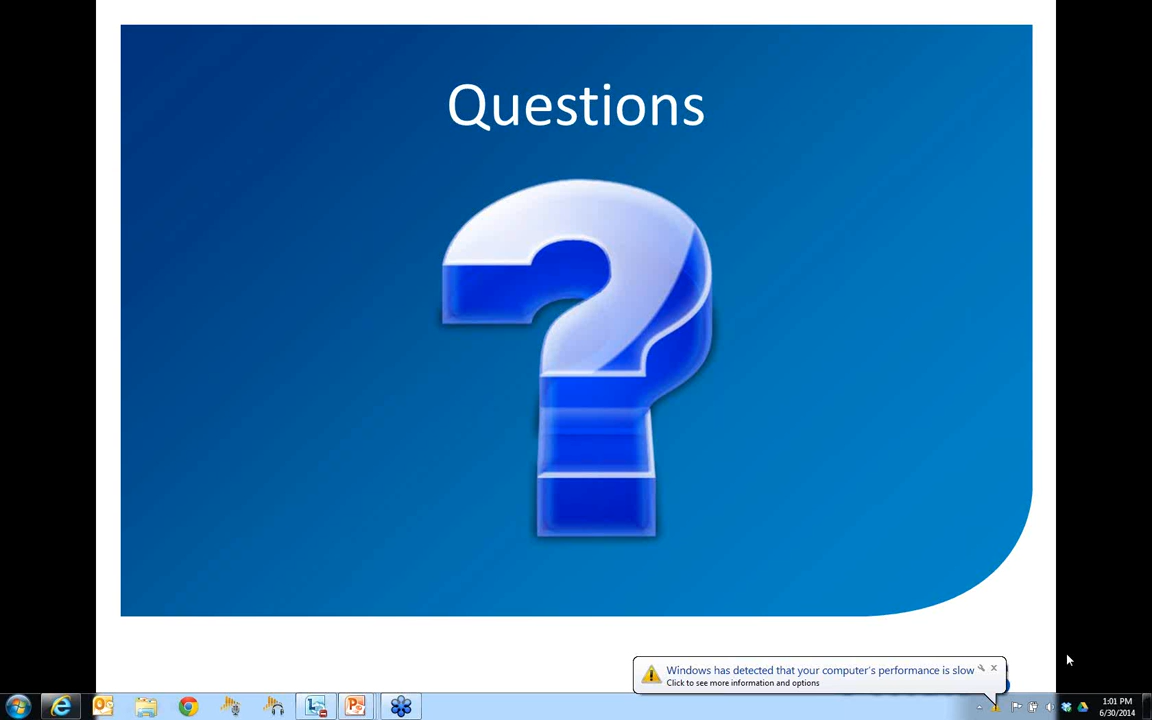 Questions
Windows has detected that your computer's performance is slow
Click to see more information and options
1:01 PM
6/30/2014